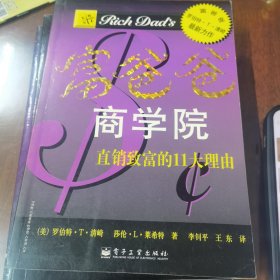 Rich Dad's
富爸爸
商学院
直销致富的11大理由
(美) 罗伯特·T·清崎 莎伦·L·莱希特 著 李钊平 王东 译
电子工业出版社